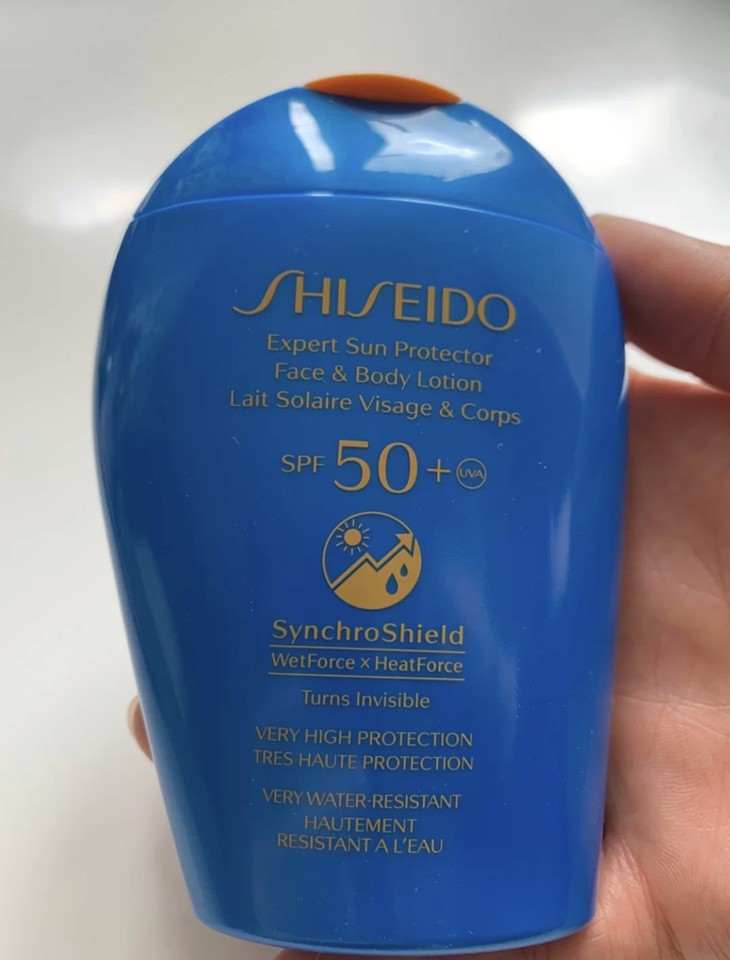 SHISEIDO
Expert Sun Protector
Face & Body Lotion
Lait Solaire Visage & Corps
SPF 50+ UVA
SynchroShield
WetForce x HeatForce
Turns Invisible
VERY HIGH PROTECTION
TRES HAUTE PROTECTION
VERY WATER-RESISTANT
HAUTEMENT
RESISTANT A L'EAU